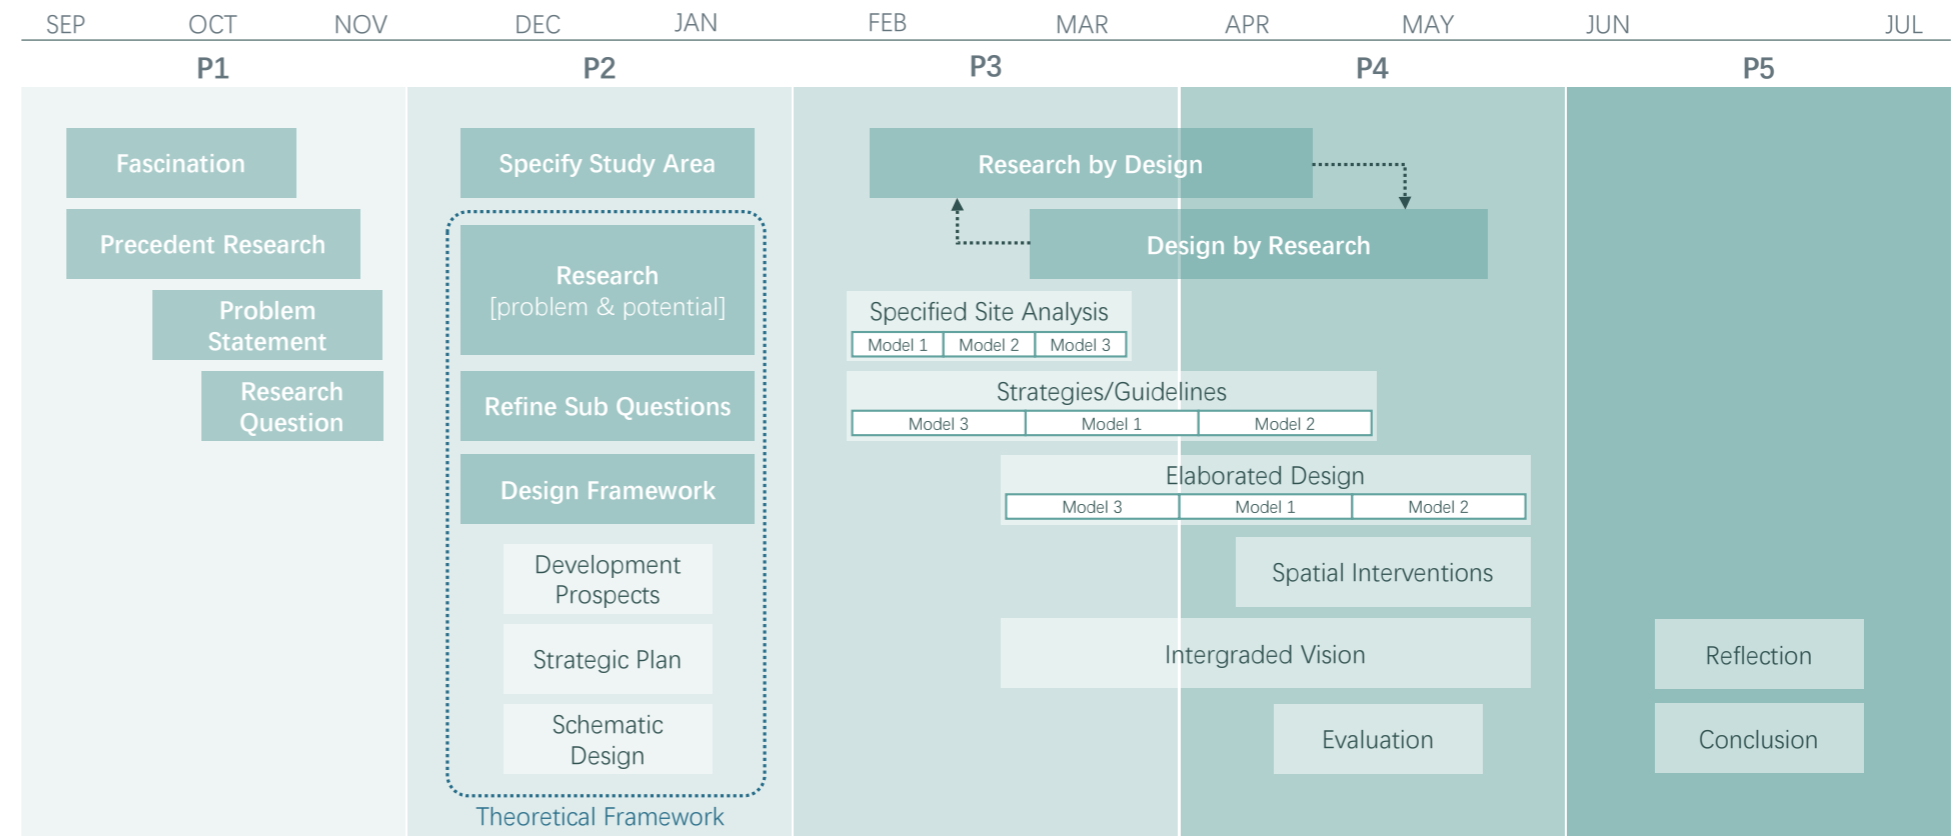 SEP OCT NOV DEC JAN FEB MAR APR MAY JUN JUL
P1 P2 P3 P4 P5
Fascination
Precedent Research
Problem
Statement
Research
Question
Specify Study Area
Research
[problem & potential]
Refine Sub Questions
Design Framework
Development
Prospects
Strategic Plan
Schematic
Design
Theoretical Framework
Research by Design
Design by Research
Specified Site Analysis
Model 1 Model 2 Model 3
Strategies/Guidelines
Model 3 Model 1 Model 2
Elaborated Design
Model 3 Model 1 Model 2
Spatial Interventions
Intergraded Vision
Evaluation
Reflection
Conclusion